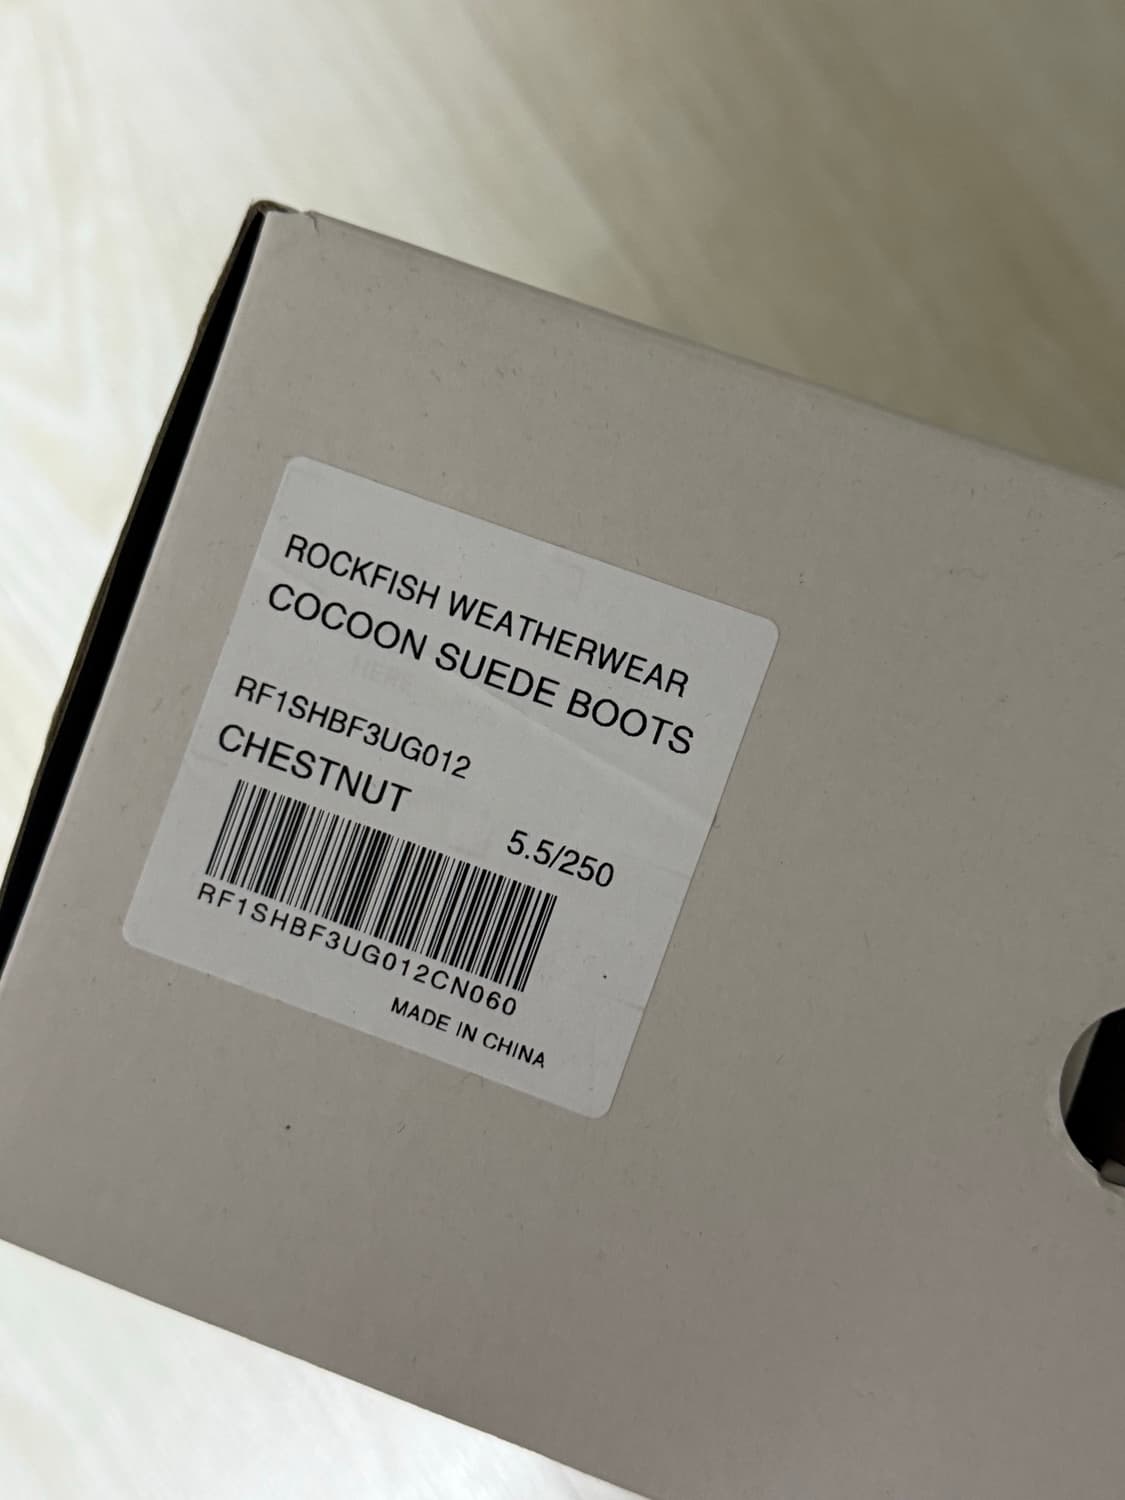 ROCKFISH WEATHERWEAR
COCOON SUEDE BOOTS
RF1SHBF3UG012
CHESTNUT
5.5/250
RF1SHBF3UG012CN060
MADE IN CHINA